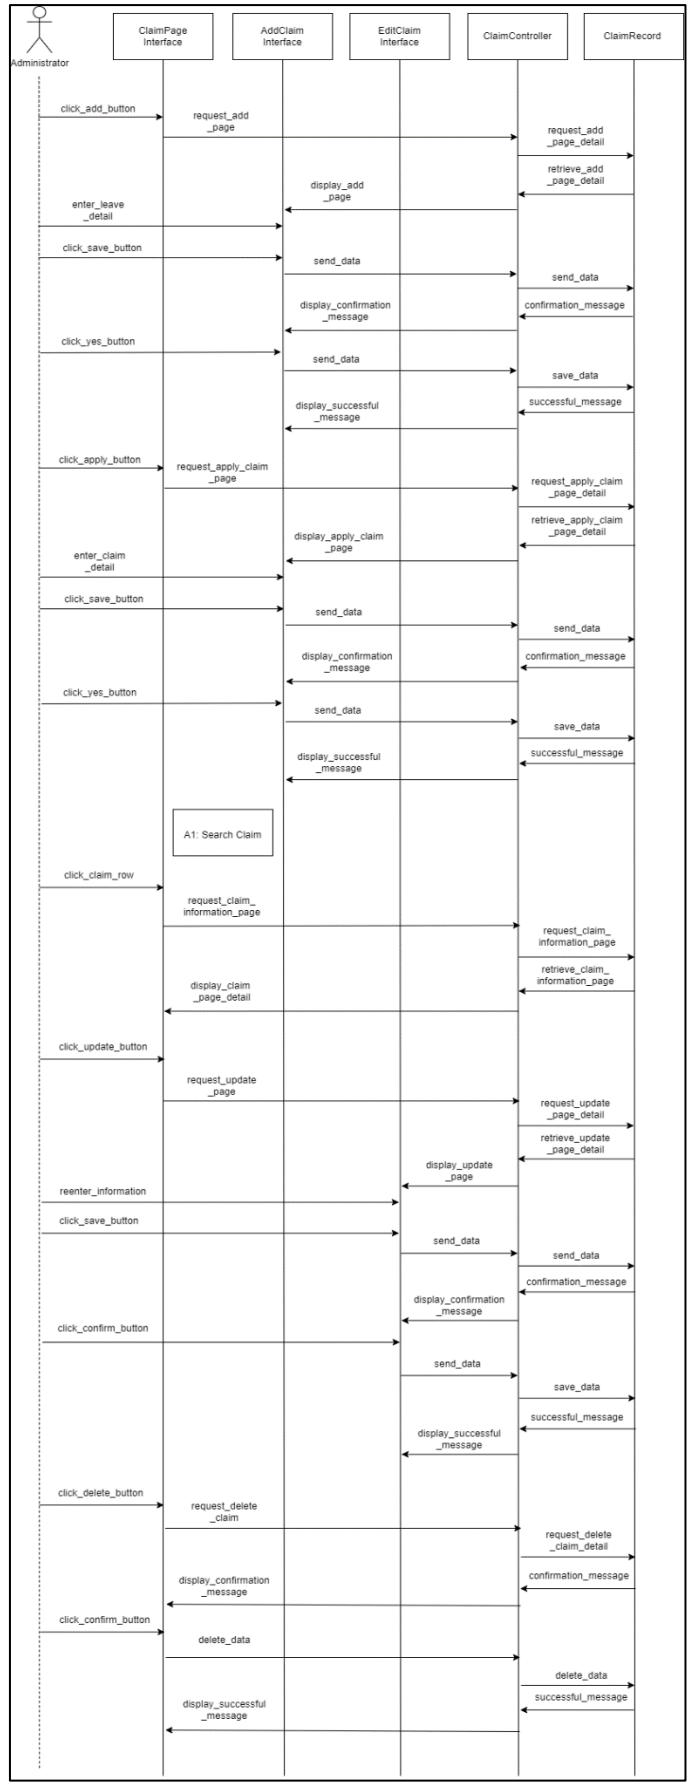 Administrator
ClaimPage
Interface
AddClaim
Interface
EditClaim
Interface
ClaimController
ClaimRecord
click_add_button
request_add
_page
request_add
_page_detail
retrieve_add
_page_detail
display_add
_page
enter_leave
_detail
click_save_button
send_data
send_data
confirmation_message
display_confirmation
_message
click_yes_button
send_data
save_data
successful_message
display_successful
_message
click_apply_button
request_apply_claim
_page
request_apply_claim
_page_detail
retrieve_apply_claim
_page_detail
display_apply_claim
_page
enter_claim
_detail
click_save_button
send_data
send_data
confirmation_message
display_confirmation
_message
click_yes_button
send_data
save_data
successful_message
display_successful
_message
A1: Search Claim
click_claim_row
request_claim_
information_page
request_claim_
information_page
retrieve_claim_
information_page
display_claim
_page_detail
click_update_button
request_update
_page
request_update
_page_detail
retrieve_update
_page_detail
display_update
_page
reenter_information
click_save_button
send_data
send_data
confirmation_message
display_confirmation
_message
click_confirm_button
send_data
save_data
successful_message
display_successful
_message
click_delete_button
request_delete
_claim
request_delete
_claim_detail
confirmation_message
display_confirmation
_message
click_confirm_button
delete_data
delete_data
successful_message
display_successful
_message